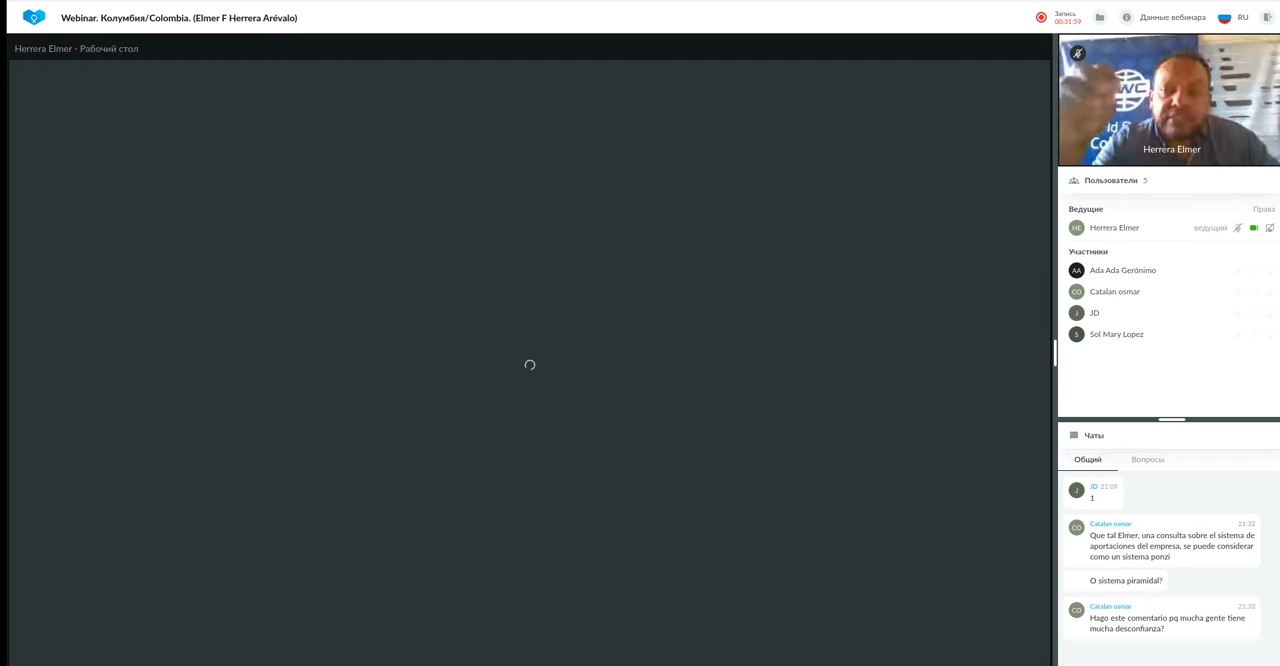 Webinar. Колумбия/Colombia. (Elmer F Herrera Arévalo)
Запись
00:31:59
Данные вебинара
RU
Herrera Elmer - Рабочий стол
WC
Herrera Elmer
Пользователи 5
Ведущие Права
HE Herrera Elmer ведущий
Участники
AA Ada Ada Gerónimo
CO Catalan osmar
J JD
S Sol Mary Lopez
Чаты
Общий Вопросы
J JD 21:09
1
CO Catalan osmar 21:32
Que tal Elmer, una consulta sobre el sistema de
aportaciones del empresa, se puede considerar
como un sistema ponzi
O sistema piramidal?
CO Catalan osmar 21:33
Hago este comentario pq mucha gente tiene
mucha desconfianza?